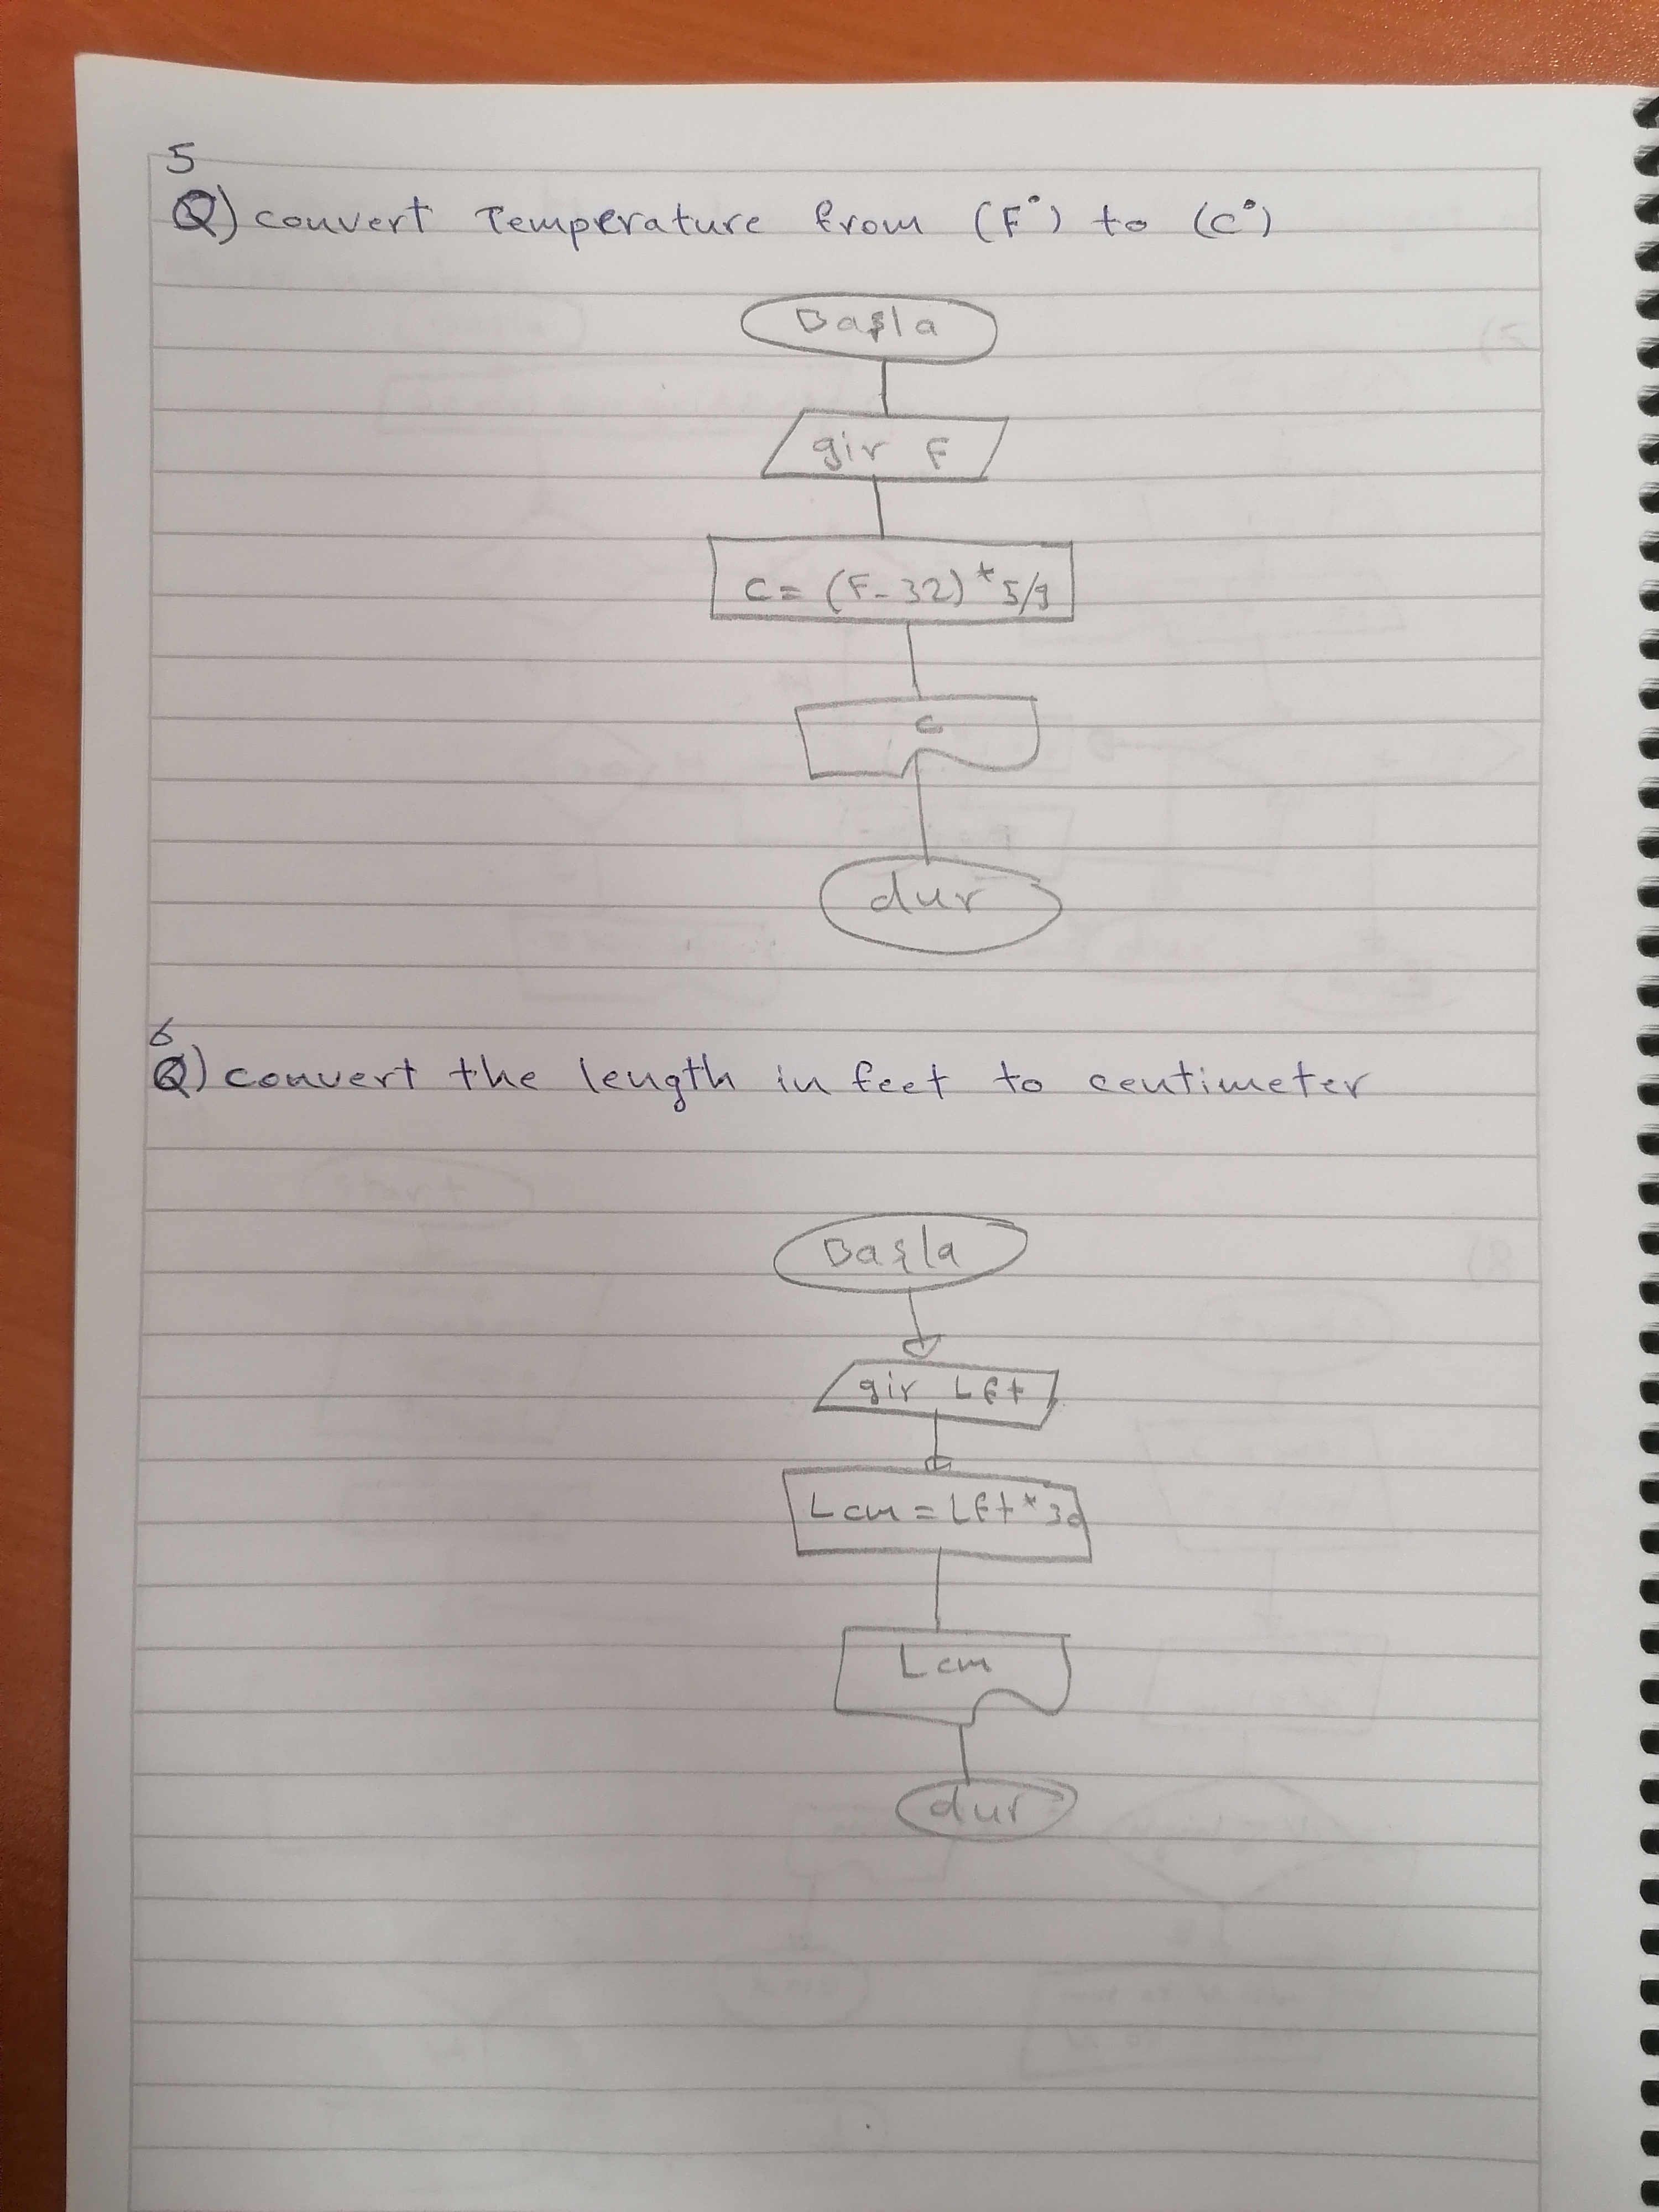 5
Q) convert Temperature from (F°) to (C°)
Başla
gir F
C = (F-32) * 5/9
C
dur
6
Q) convert the length in feet to centimeter
Başla
gir Lft
Lcm = Lft * 30
Lcm
dur